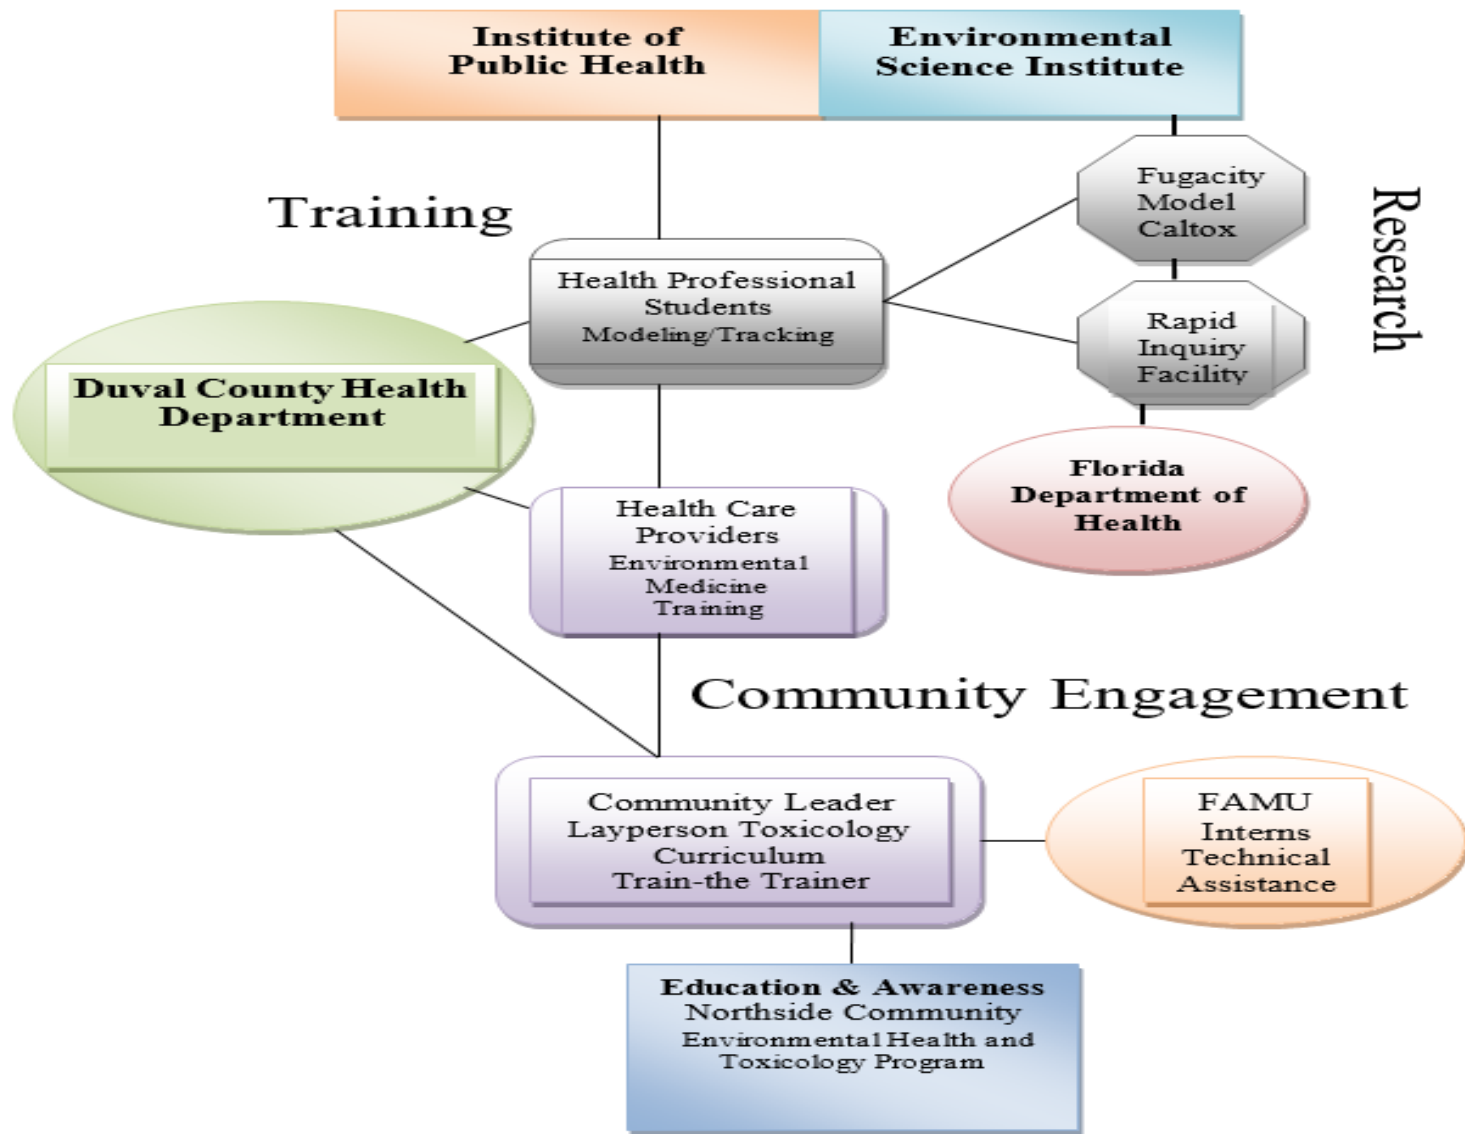 Institute of
Public Health
Environmental
Science Institute
Training
Fugacity
Model
Caltox
Research
Health Professional
Students
Modeling/Tracking
Rapid
Inquiry
Facility
Duval County Health
Department
Florida
Department of
Health
Health Care
Providers
Environmental
Medicine
Training
Community Engagement
Community Leader
Layperson Toxicology
Curriculum
Train-the Trainer
FAMU
Interns
Technical
Assistance
Education & Awareness
Northside Community
Environmental Health and
Toxicology Program